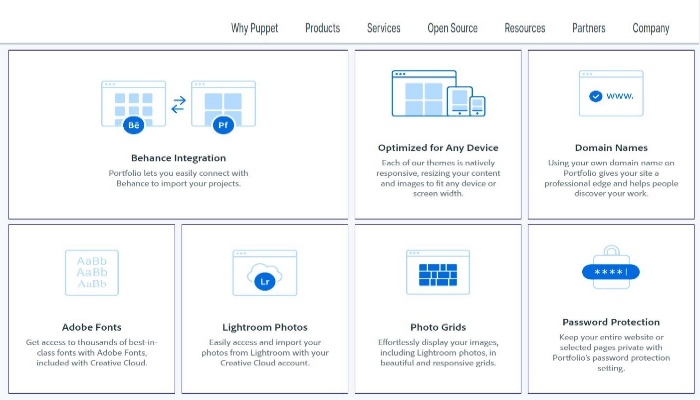 Why Puppet Products Services Open Source Resources Partners Company
Bē
Pf
Behance Integration
Portfolio lets you easily connect with
Behance to import your projects.
Optimized for Any Device
Each of our themes is natively
responsive, resizing your content
and images to fit any device or
screen width.
www.
Domain Names
Using your own domain name on
Portfolio gives your site a
professional edge and helps people
discover your work.
AaBb
AaBb
AaBb
Adobe Fonts
Get access to thousands of best-in-
class fonts with Adobe Fonts,
included with Creative Cloud.
Lr
Lightroom Photos
Easily access and import your
photos from Lightroom with your
Creative Cloud account.
Photo Grids
Effortlessly display your images,
including Lightroom photos, in
beautiful and responsive grids.
****|
Password Protection
Keep your entire website or
selected pages private with
Portfolio's password protection
setting.